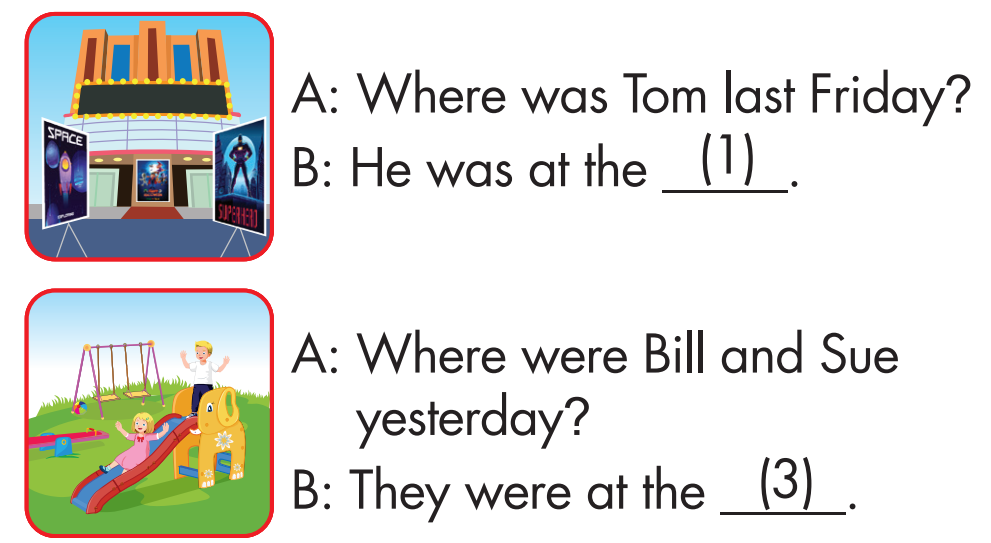 SPACE
SUPERHERO
A: Where was Tom last Friday?
B: He was at the (1).
A: Where were Bill and Sue
yesterday?
B: They were at the (3).